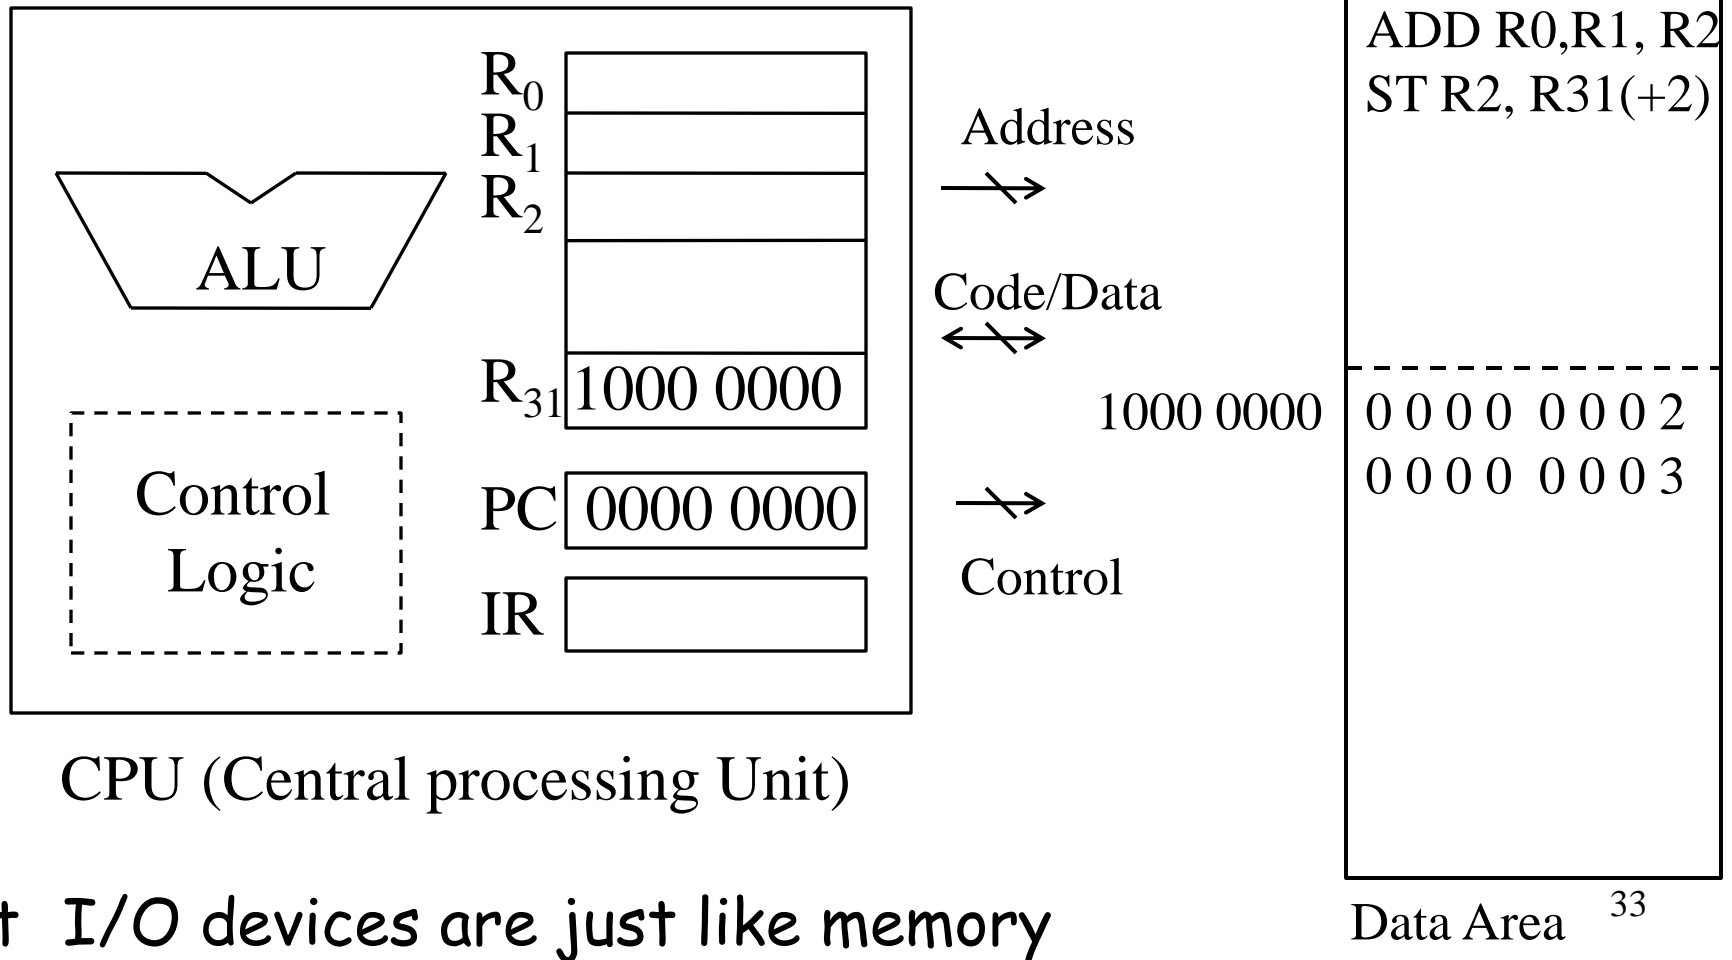 R0
R1
R2
R31 1000 0000
PC 0000 0000
IR
ALU
Control
Logic
CPU (Central processing Unit)
Address
Code/Data
Control
ADD R0,R1, R2
ST R2, R31(+2)
1000 0000 0 0 0 0 0 0 0 2
0 0 0 0 0 0 0 3
Data Area 33
I/O devices are just like memory